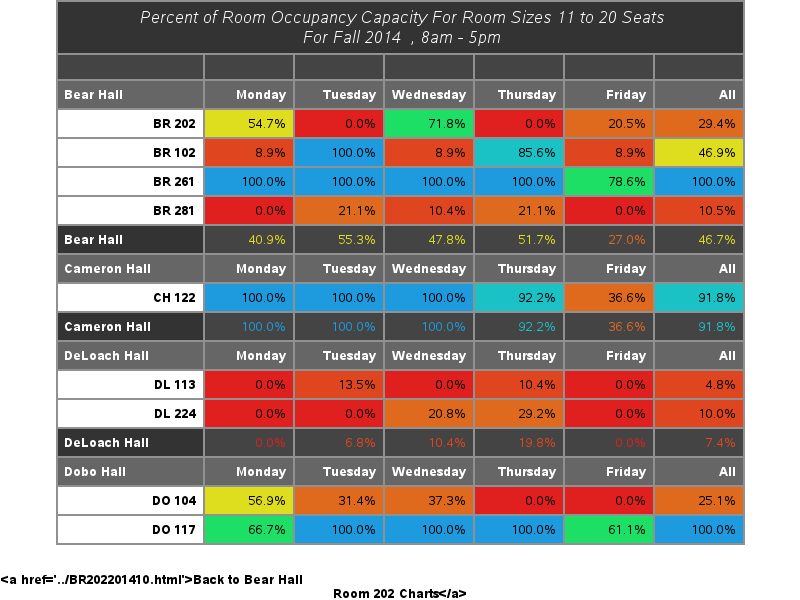 Percent of Room Occupancy Capacity For Room Sizes 11 to 20 Seats
For Fall 2014 , 8am - 5pm
Bear Hall Monday Tuesday Wednesday Thursday Friday All
BR 202 54.7% 0.0% 71.8% 0.0% 20.5% 29.4%
BR 102 8.9% 100.0% 8.9% 85.6% 8.9% 46.9%
BR 261 100.0% 100.0% 100.0% 100.0% 78.6% 100.0%
BR 281 0.0% 21.1% 10.4% 21.1% 0.0% 10.5%
Bear Hall 40.9% 55.3% 47.8% 51.7% 27.0% 46.7%
Cameron Hall Monday Tuesday Wednesday Thursday Friday All
CH 122 100.0% 100.0% 100.0% 92.2% 36.6% 91.8%
Cameron Hall 100.0% 100.0% 100.0% 92.2% 36.6% 91.8%
DeLoach Hall Monday Tuesday Wednesday Thursday Friday All
DL 113 0.0% 13.5% 0.0% 10.4% 0.0% 4.8%
DL 224 0.0% 0.0% 20.8% 29.2% 0.0% 10.0%
DeLoach Hall 0.0% 6.8% 10.4% 19.8% 0.0% 7.4%
Dobo Hall Monday Tuesday Wednesday Thursday Friday All
DO 104 56.9% 31.4% 37.3% 0.0% 0.0% 25.1%
DO 117 66.7% 100.0% 100.0% 100.0% 61.1% 100.0%
&lt;a href='../BR202201410.html'&gt;Back to Bear Hall
Room 202 Charts&lt;/a&gt;